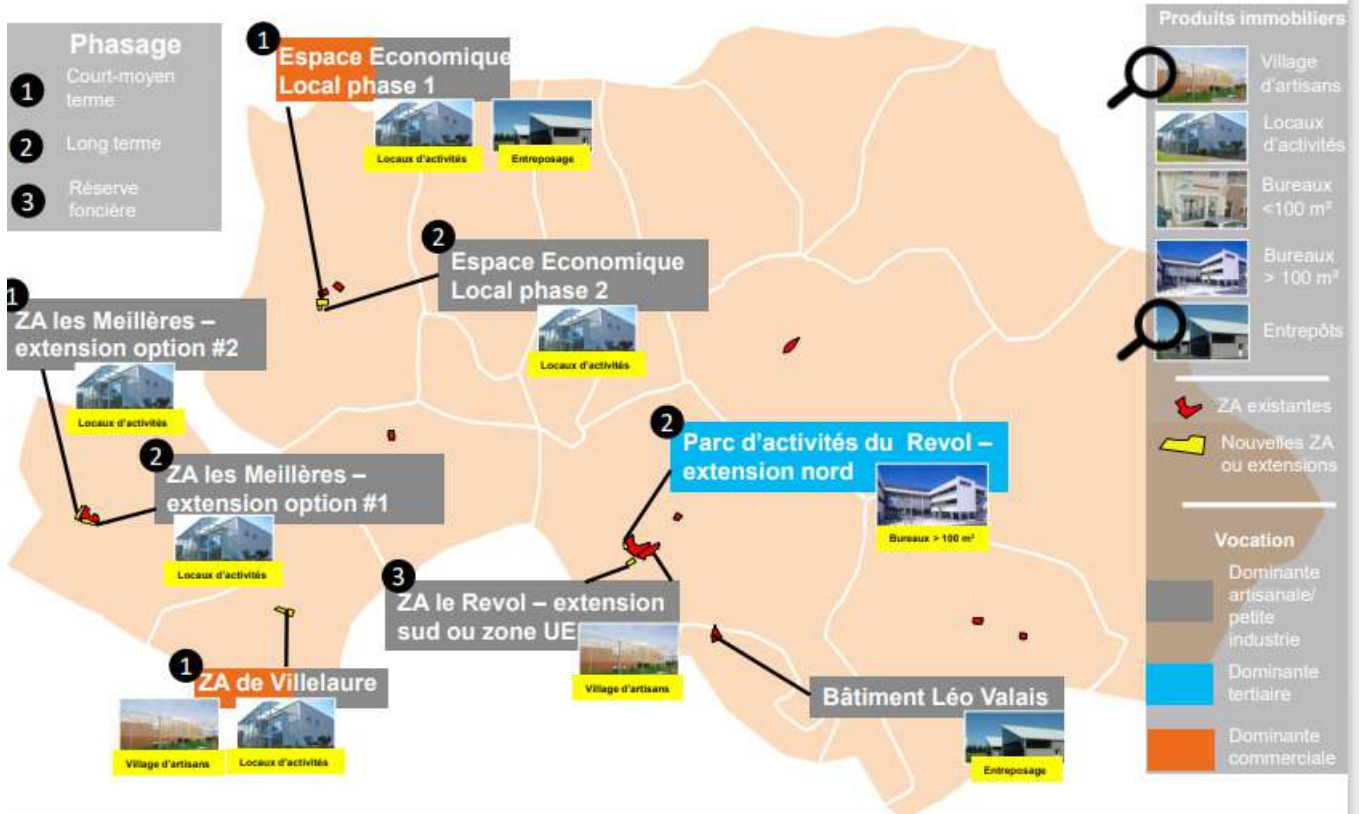 Phasage
1
Court-moyen
terme
2
Long terme
3
Réserve
foncière
1
Espace Economique
Local phase 1
Locaux d'activités
Entreposage
2
Espace Economique
Local phase 2
Locaux d'activités
1
ZA les Meillères –
extension option #2
Locaux d'activités
2
ZA les Meillères –
extension option #1
Locaux d'activités
2
Parc d'activités du Revol –
extension nord
Bureaux > 100 m²
3
ZA le Revol – extension
sud ou zone UE
Village d'artisans
1
ZA de Villelaure
Village d'artisans
Locaux d'activités
Bâtiment Léo Valais
Entreposage
Produits immobiliers
Village
d'artisans
Locaux
d'activités
Bureaux
<100 m²
Bureaux
> 100 m²
Entrepôts
ZA existantes
Nouvelles ZA
ou extensions
Vocation
Dominante
artisanale/
petite
industrie
Dominante
tertiaire
Dominante
commerciale